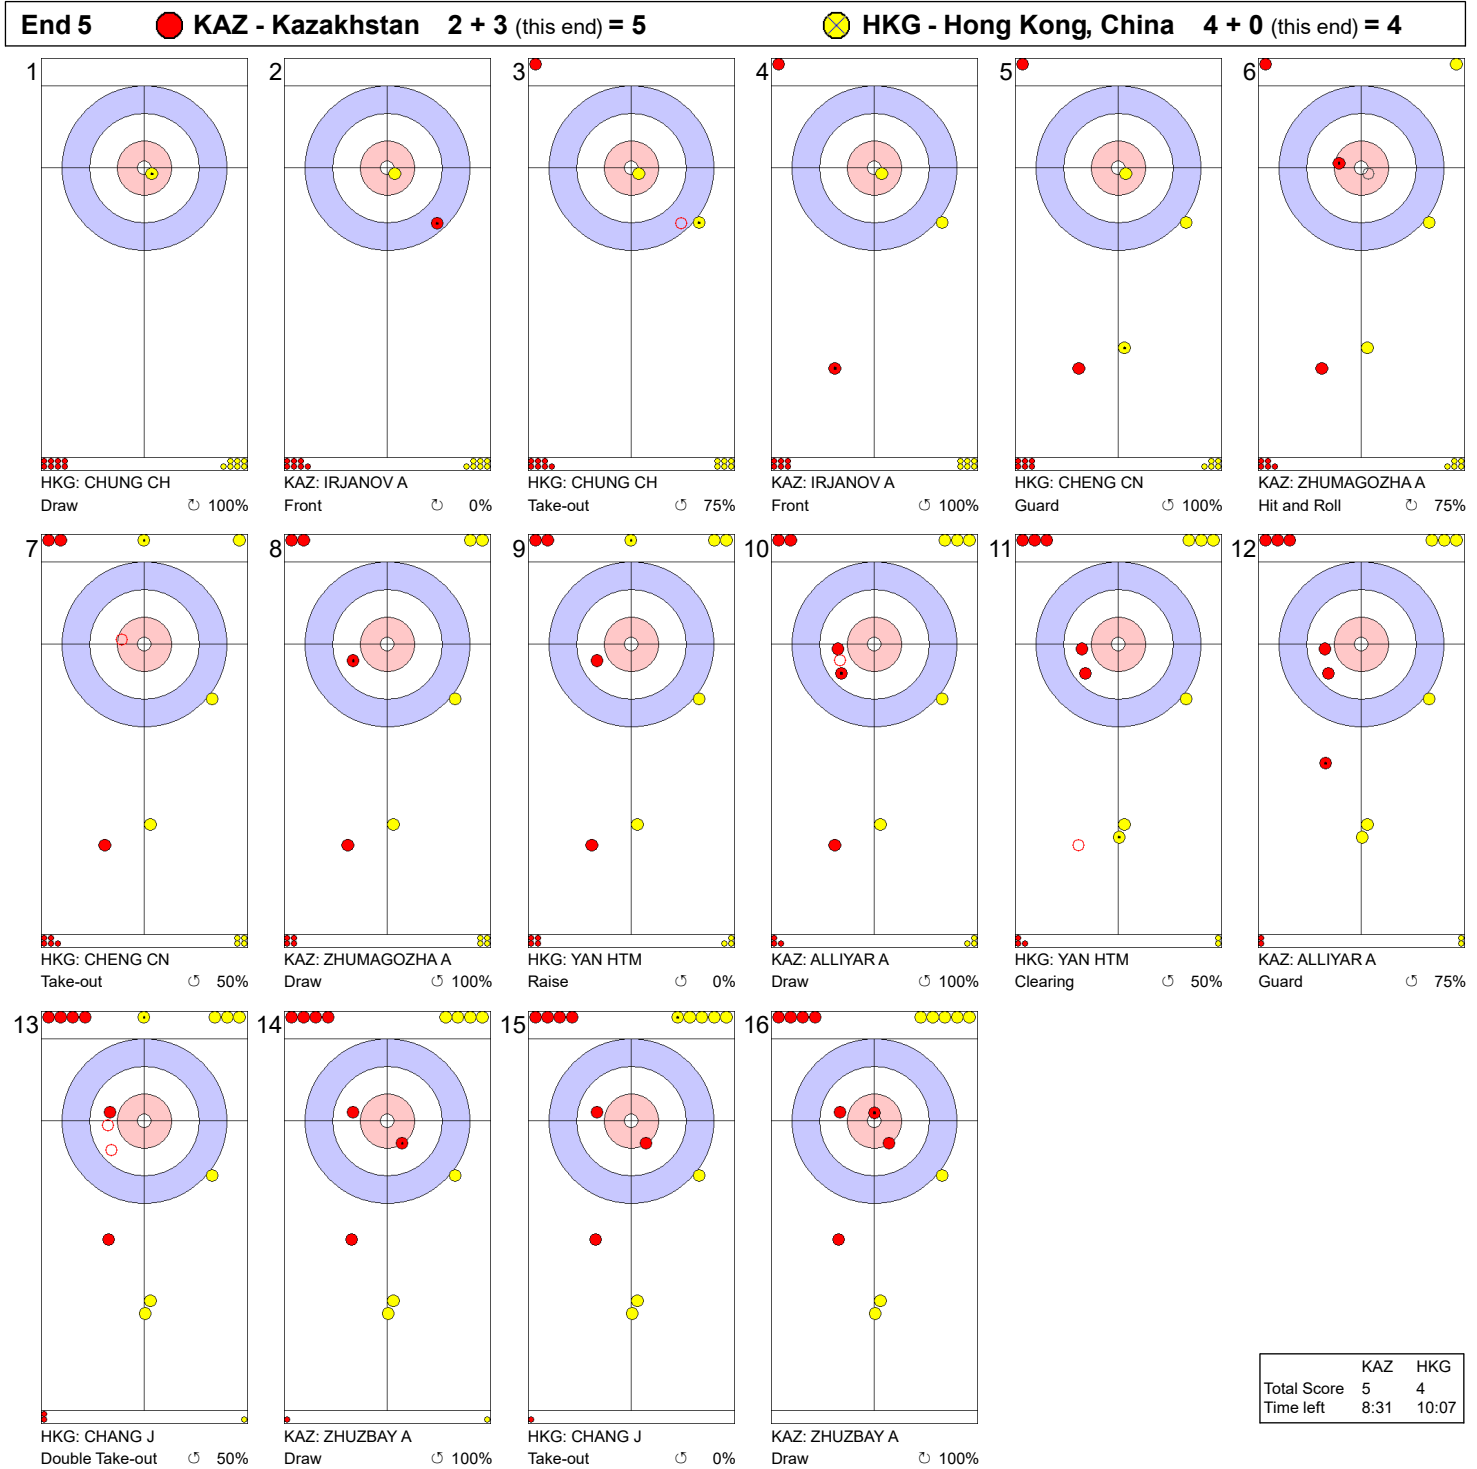 End 5 KAZ - Kazakhstan 2 + 3 (this end) = 5 HKG - Hong Kong, China 4 + 0 (this end) = 4
1 2 3 4 5 6
HKG: CHUNG CH KAZ: IRJANOV A HKG: CHUNG CH KAZ: IRJANOV A HKG: CHENG CN KAZ: ZHUMAGOZHA A
Draw ↻ 100% Front ↻ 0% Take-out ↺ 75% Front ↺ 100% Guard ↺ 100% Hit and Roll ↻ 75%
7 8 9 10 11 12
HKG: CHENG CN KAZ: ZHUMAGOZHA A HKG: YAN HTM KAZ: ALLIYAR A HKG: YAN HTM KAZ: ALLIYAR A
Take-out ↺ 50% Draw ↺ 100% Raise ↺ 0% Draw ↺ 100% Clearing ↺ 50% Guard ↺ 75%
13 14 15 16
HKG: CHANG J KAZ: ZHUZBAY A HKG: CHANG J KAZ: ZHUZBAY A
Double Take-out ↺ 50% Draw ↺ 100% Take-out ↺ 0% Draw ↻ 100%
KAZ HKG
Total Score 5 4
Time left 8:31 10:07